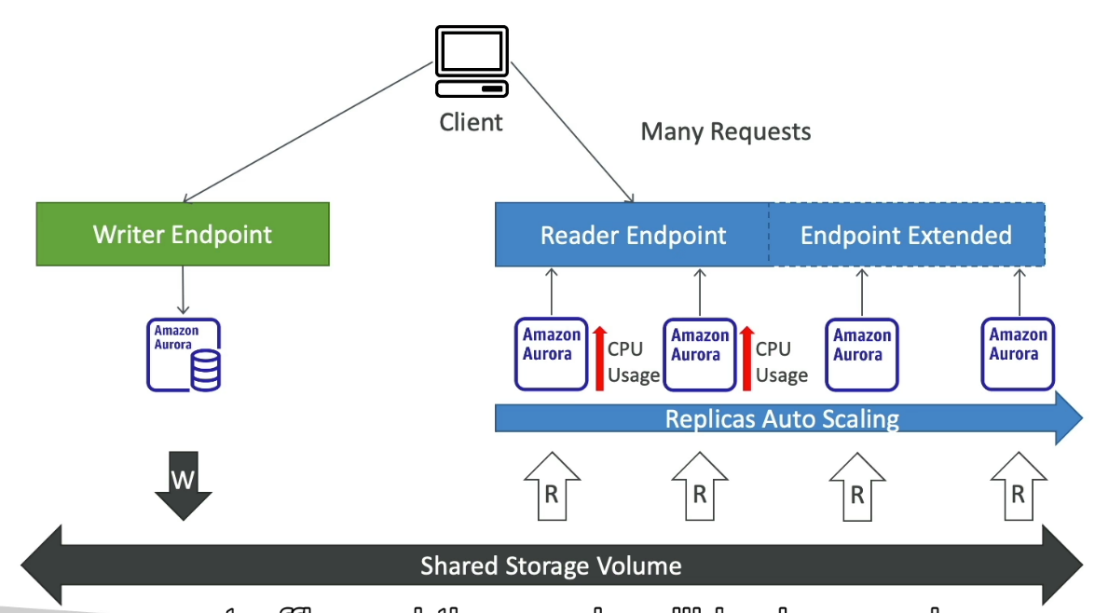 Client
Many Requests
Writer Endpoint
Reader Endpoint
Endpoint Extended
Amazon
Aurora
Amazon
Aurora
CPU
Usage
Amazon
Aurora
CPU
Usage
Amazon
Aurora
Amazon
Aurora
Replicas Auto Scaling
W
R
R
R
R
Shared Storage Volume